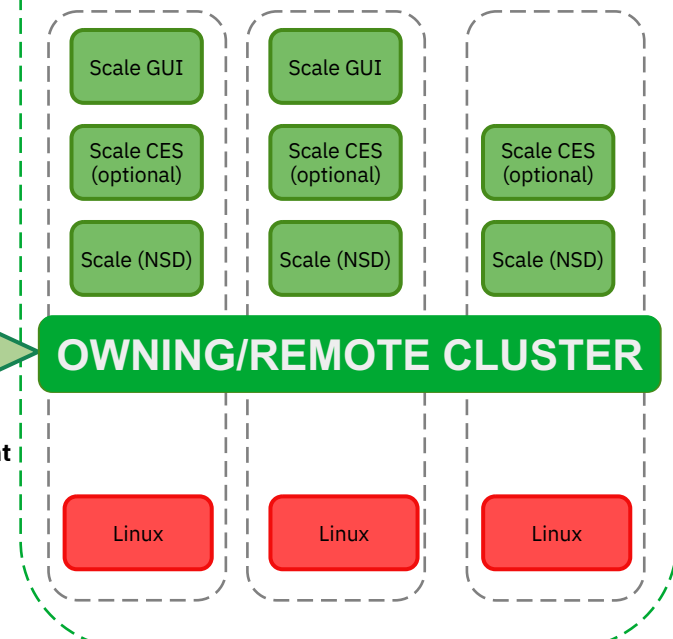 Scale GUI
Scale GUI
Scale CES
(optional)
Scale CES
(optional)
Scale CES
(optional)
Scale (NSD)
Scale (NSD)
Scale (NSD)
OWNING/REMOTE CLUSTER
Linux
Linux
Linux